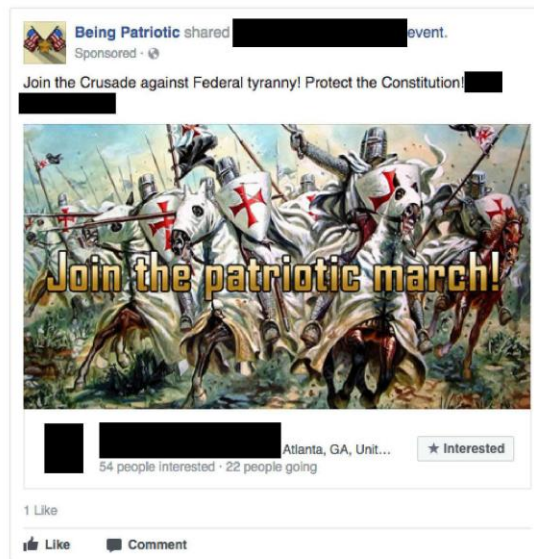 Being Patriotic shared event.
Sponsored ·
Join the Crusade against Federal tyranny! Protect the Constitution!
Join the patriotic march!
Atlanta, GA, Unit...
★ Interested
54 people interested · 22 people going
1 Like
Like Comment